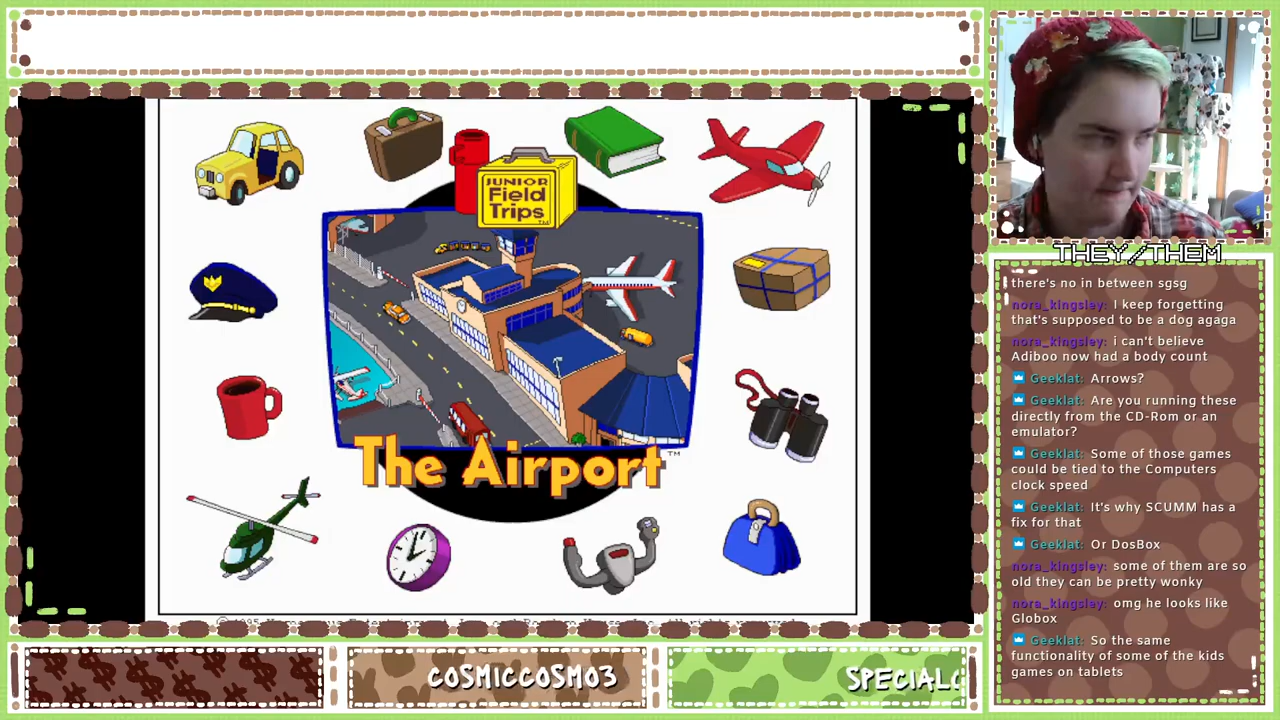 JUNIOR
Field
Trips™
The Airport™
THEY/THEM
there's no in between sgsg
nora_kingsley: I keep forgetting
that's supposed to be a dog agaga
nora_kingsley: i can't believe
Adiboo now had a body count
Geeklat: Arrows?
Geeklat: Are you running these
directly from the CD-Rom or an
emulator?
Geeklat: Some of those games
could be tied to the Computers
clock speed
Geeklat: It's why SCUMM has a
fix for that
Geeklat: Or DosBox
nora_kingsley: some of them are so
old they can be pretty wonky
nora_kingsley: omg he looks like
Globox
Geeklat: So the same
functionality of some of the kids
games on tablets
COSMICCOSMO3
SPECIAL